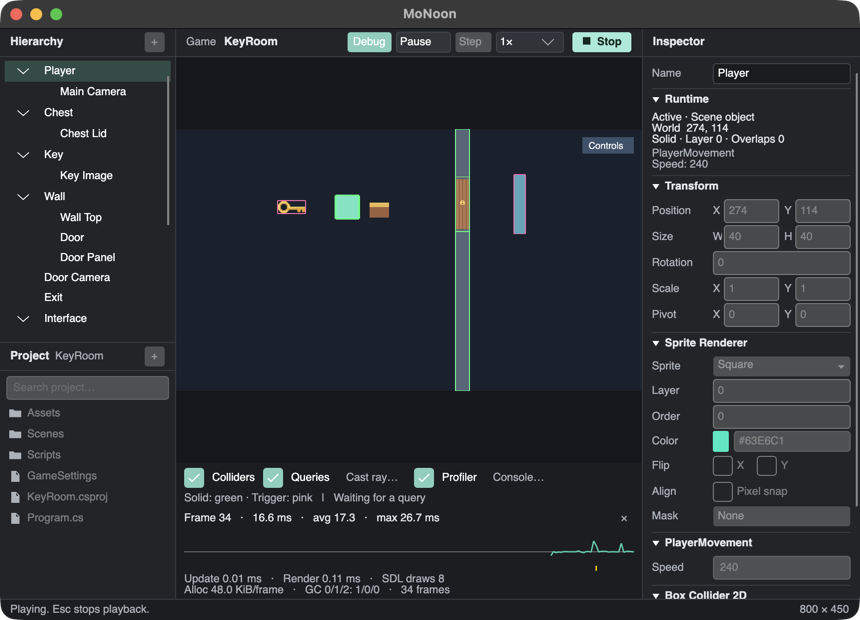 MoNoon
Hierarchy
+
Player
Main Camera
Chest
Chest Lid
Key
Key Image
Wall
Wall Top
Door
Door Panel
Door Camera
Exit
Interface
Project KeyRoom
+
Search project...
Assets
Scenes
Scripts
GameSettings
KeyRoom.csproj
Program.cs
Game KeyRoom
Debug Pause Step 1× Stop
Controls
Colliders Queries Cast ray... Profiler Console...
Solid: green · Trigger: pink | Waiting for a query
Frame 34 · 16.6 ms · avg 17.3 · max 26.7 ms ×
Update 0.01 ms · Render 0.11 ms · SDL draws 8
Alloc 48.0 KiB/frame · GC 0/1/2: 1/0/0 · 34 frames
Inspector
Name Player
Runtime
Active · Scene object
World 274, 114
Solid · Layer 0 · Overlaps 0
PlayerMovement
Speed: 240
Transform
Position X 274 Y 114
Size W 40 H 40
Rotation 0
Scale X 1 Y 1
Pivot X 0 Y 0
Sprite Renderer
Sprite Square
Layer 0
Order 0
Color #63E6C1
Flip X Y
Align Pixel snap
Mask None
PlayerMovement
Speed 240
Box Collider 2D
Playing. Esc stops playback.
800 × 450